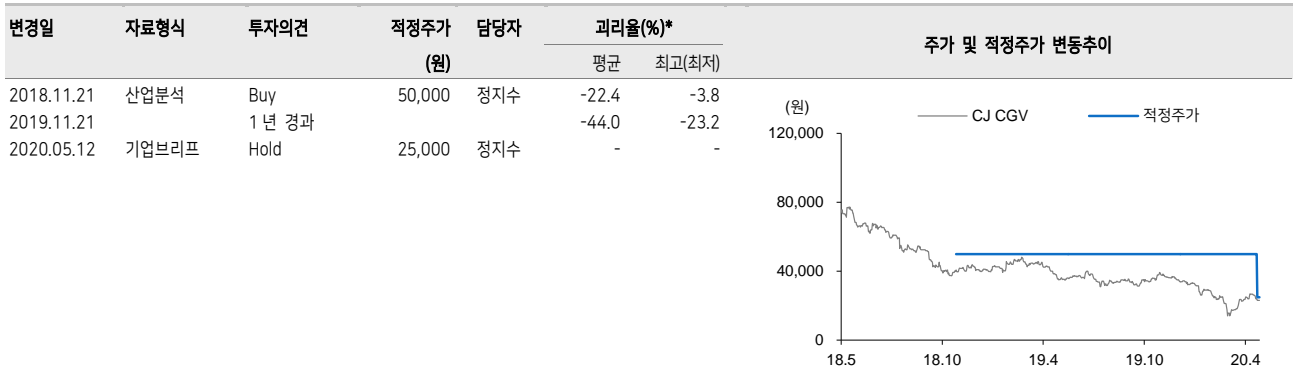 변경일 자료형식 투자의견 적정주가 담당자 괴리율(%)* 주가 및 적정주가 변동추이
(원) 평균 최고(최저)
2018.11.21 산업분석 Buy 50,000 정지수 -22.4 -3.8
2019.11.21 1년 경과 -44.0 -23.2
2020.05.12 기업브리프 Hold 25,000 정지수 - -
(원) CJ CGV 적정주가
120,000
80,000
40,000
0
18.5 18.10 19.4 19.10 20.4